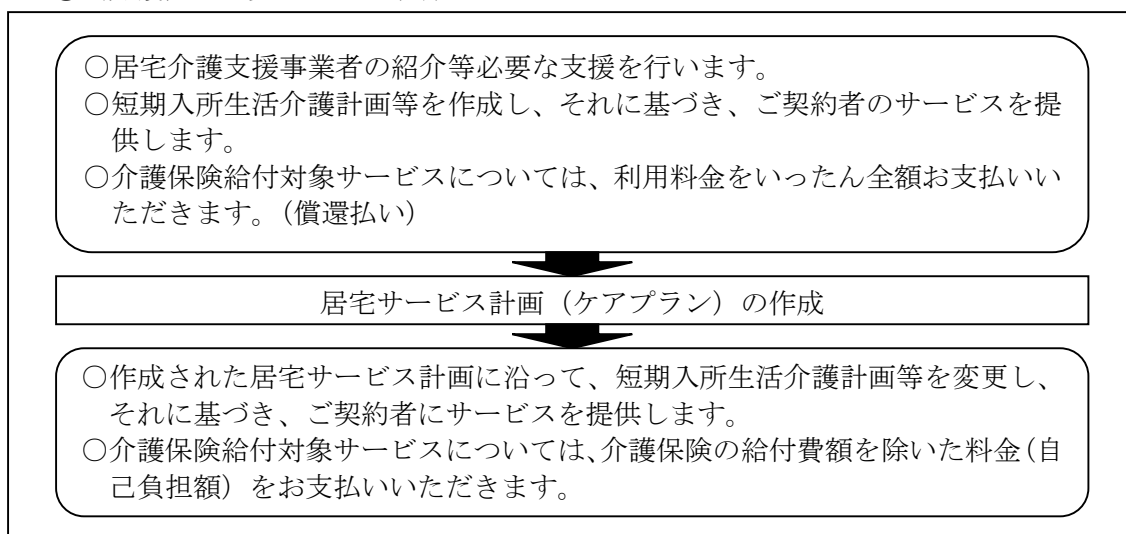 ○居宅介護支援事業者の紹介等必要な支援を行います。
○短期入所生活介護計画等を作成し、それに基づき、ご契約者のサービスを提
供します。
○介護保険給付対象サービスについては、利用料金をいったん全額お支払いい
ただきます。（償還払い）
居宅サービス計画（ケアプラン）の作成
○作成された居宅サービス計画に沿って、短期入所生活介護計画等を変更し、
それに基づき、ご契約者にサービスを提供します。
○介護保険給付対象サービスについては、介護保険の給付費額を除いた料金（自
己負担額）をお支払いいただきます。